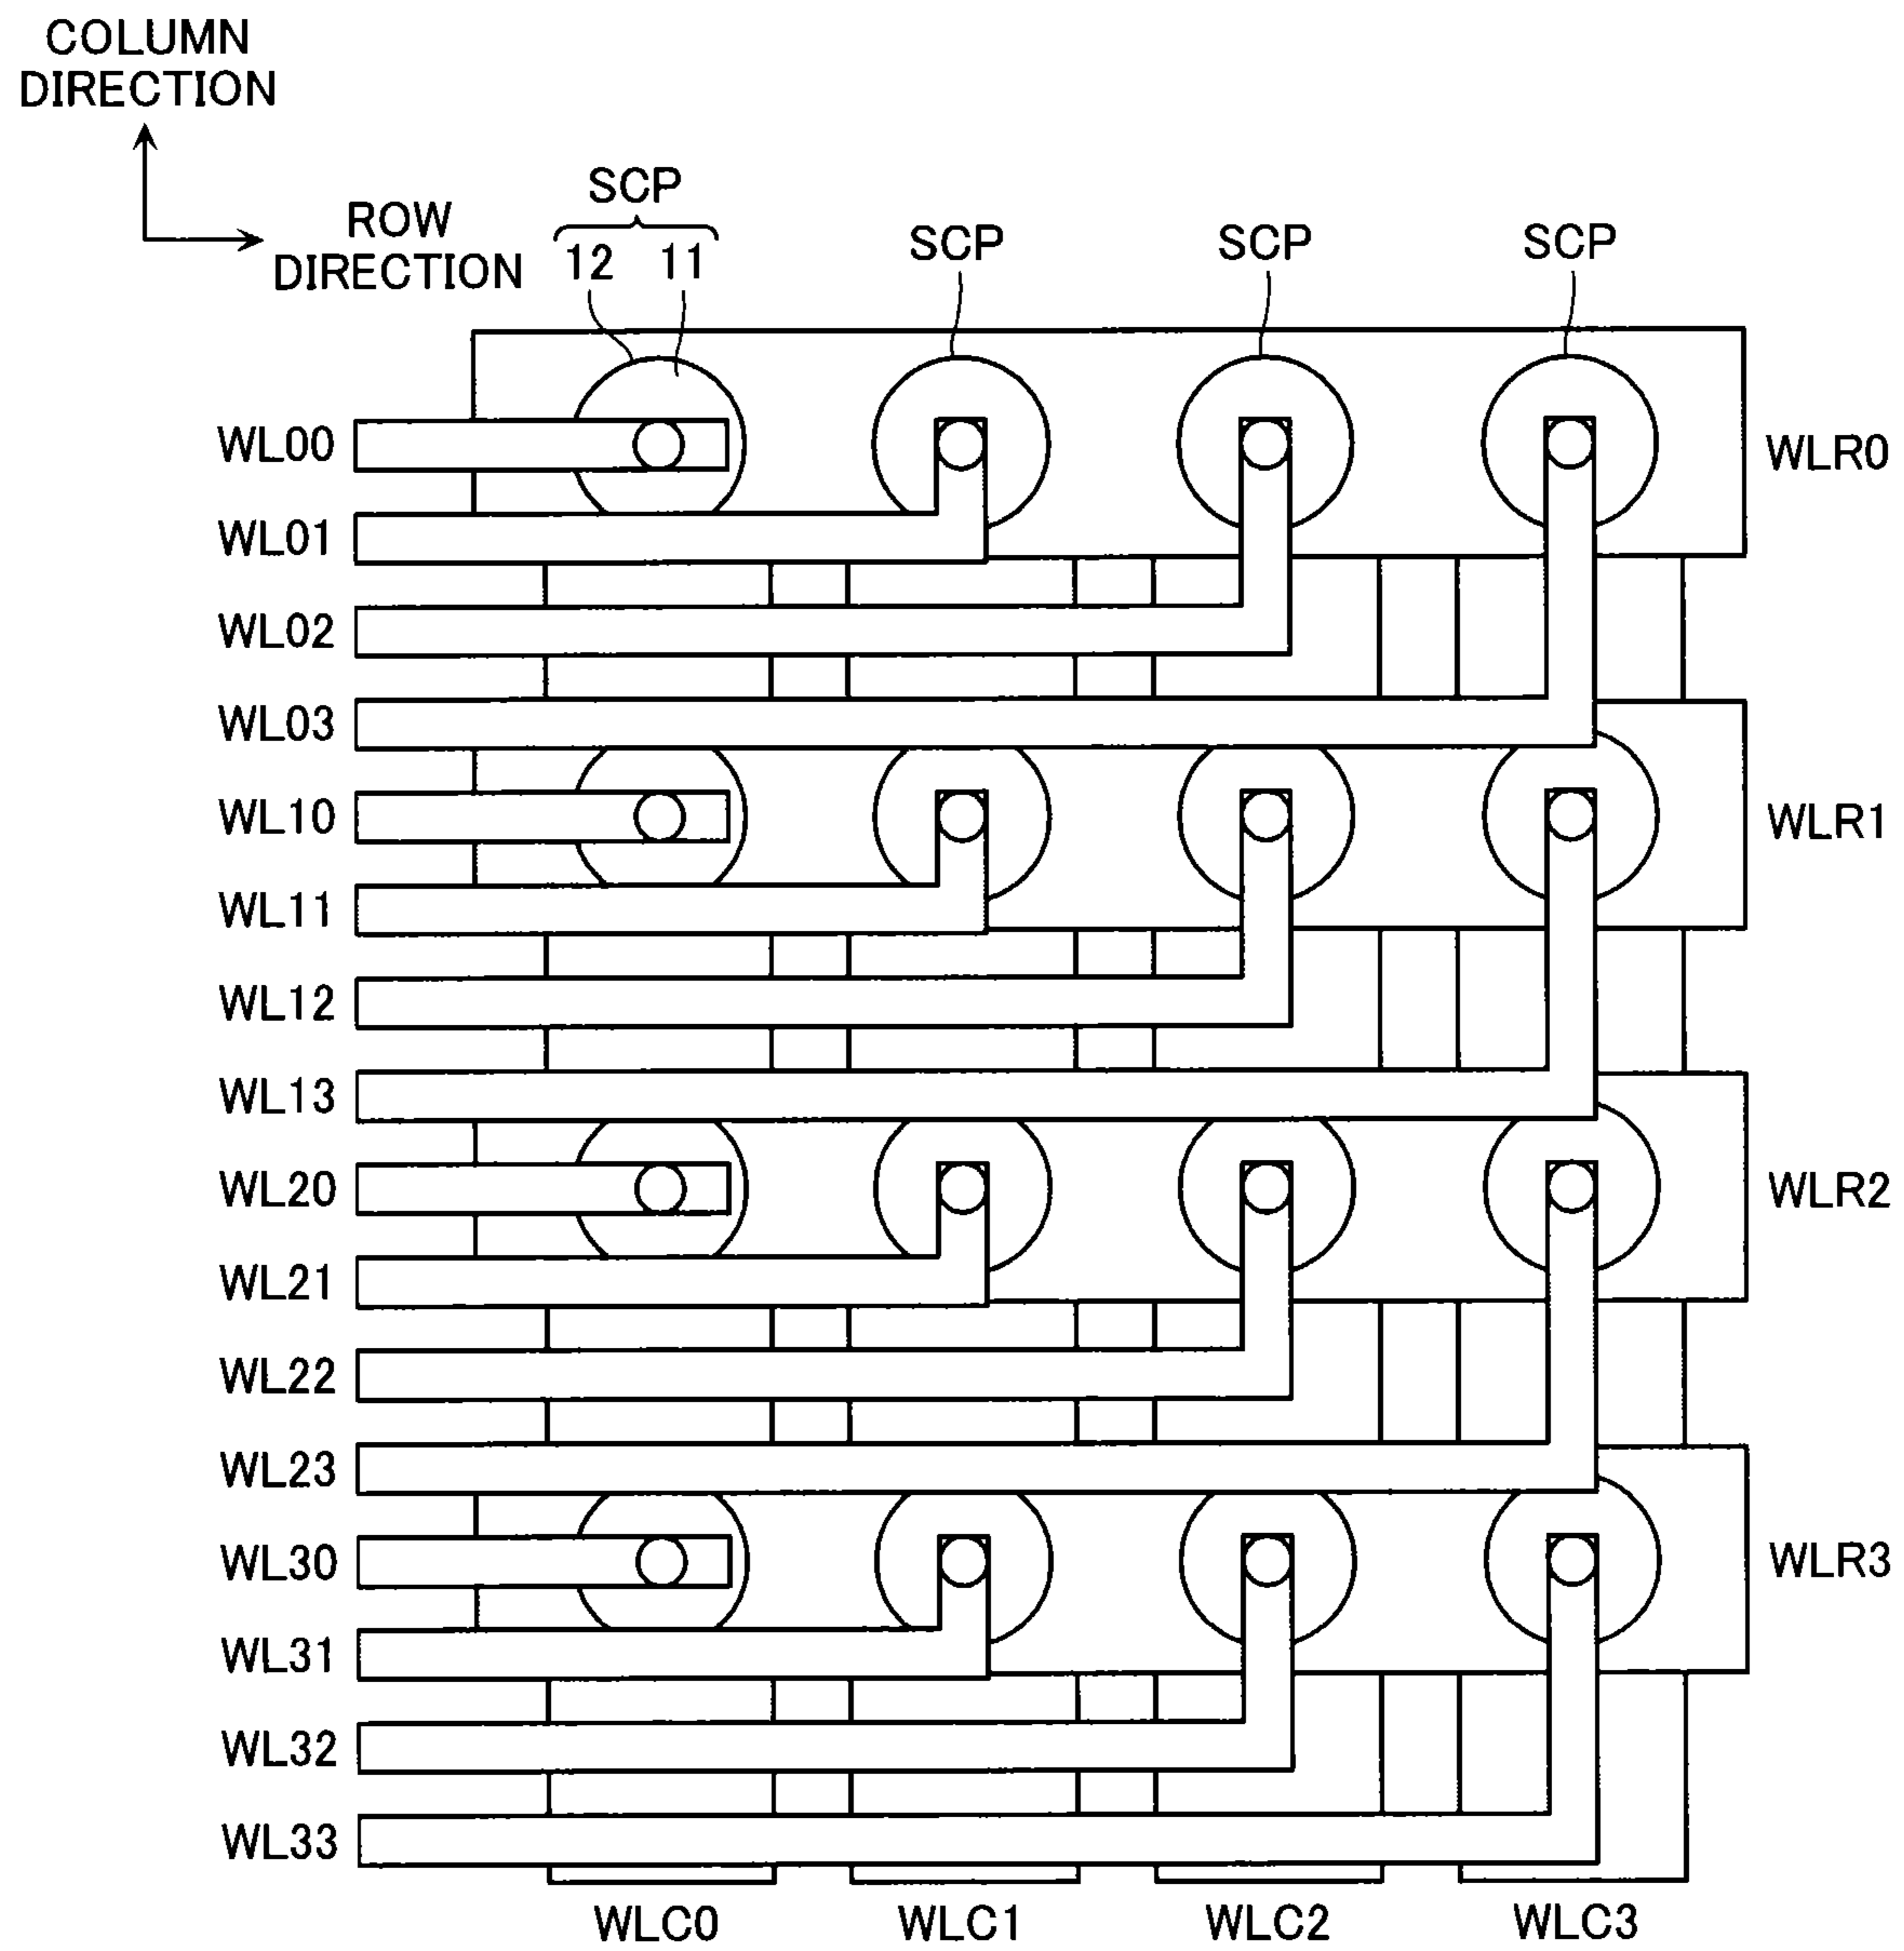 COLUMN
DIRECTION
ROW
DIRECTION
SCP
12 11
SCP
SCP
SCP
WL00
WL01
WL02
WL03
WL10
WL11
WL12
WL13
WL20
WL21
WL22
WL23
WL30
WL31
WL32
WL33
WLR0
WLR1
WLR2
WLR3
WLC0
WLC1
WLC2
WLC3